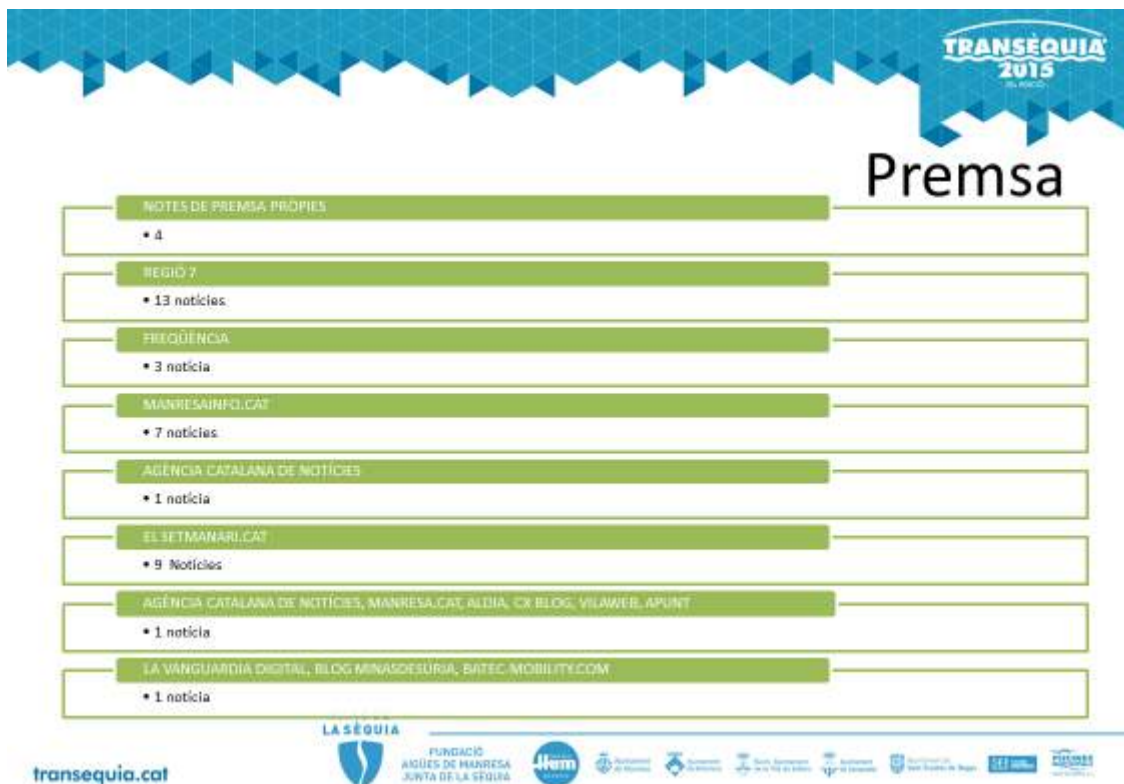 TRANSÈQUIA
2015
Premsa
NOTES DE PREMSA PRÒPIES
• 4
REGIÓ 7
• 13 notícies
FREQÜÈNCIA
• 3 notícia
MANRESAINFO.CAT
• 7 notícies
AGÈNCIA CATALANA DE NOTÍCIES
• 1 notícia
EL SETMANARI.CAT
• 9 Notícies
AGÈNCIA CATALANA DE NOTÍCIES, MANRESA.CAT, ALDIA, CX BLOG, VILAWEB, APUNT
• 1 notícia
LA VANGUARDIA DIGITAL, BLOG MINASDESÚRIA, BATEC-MOBILITY.COM
• 1 notícia
LA SÈQUIA
FUNDACIÓ
AIGÜES DE MANRESA
JUNTA DE LA SÈQUIA
transequia.cat